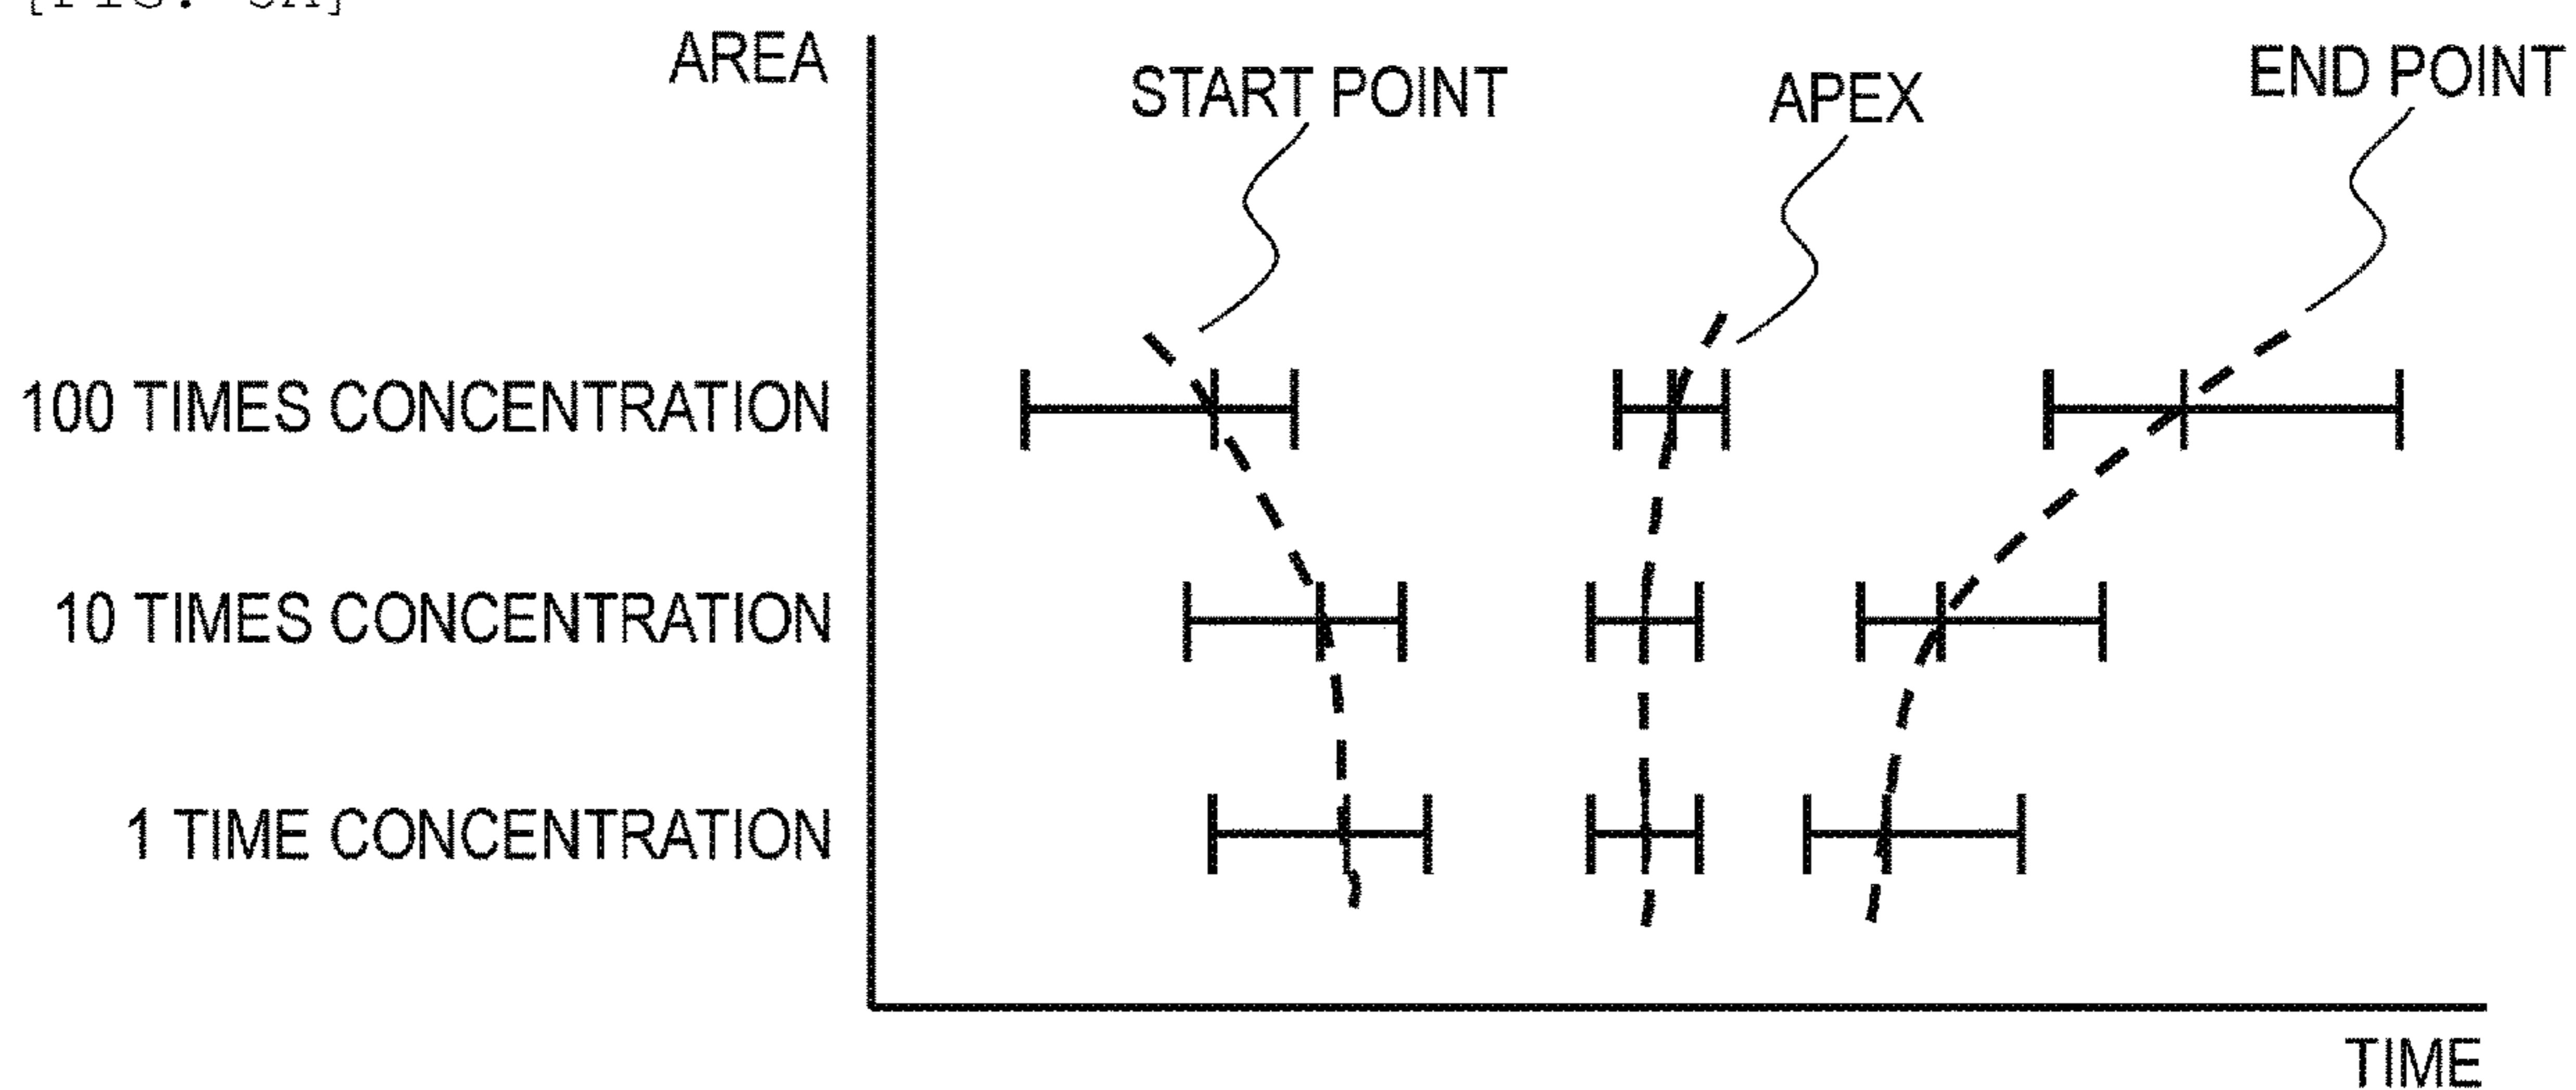 AREA
START POINT
APEX
END POINT
100 TIMES CONCENTRATION
10 TIMES CONCENTRATION
1 TIME CONCENTRATION
TIME